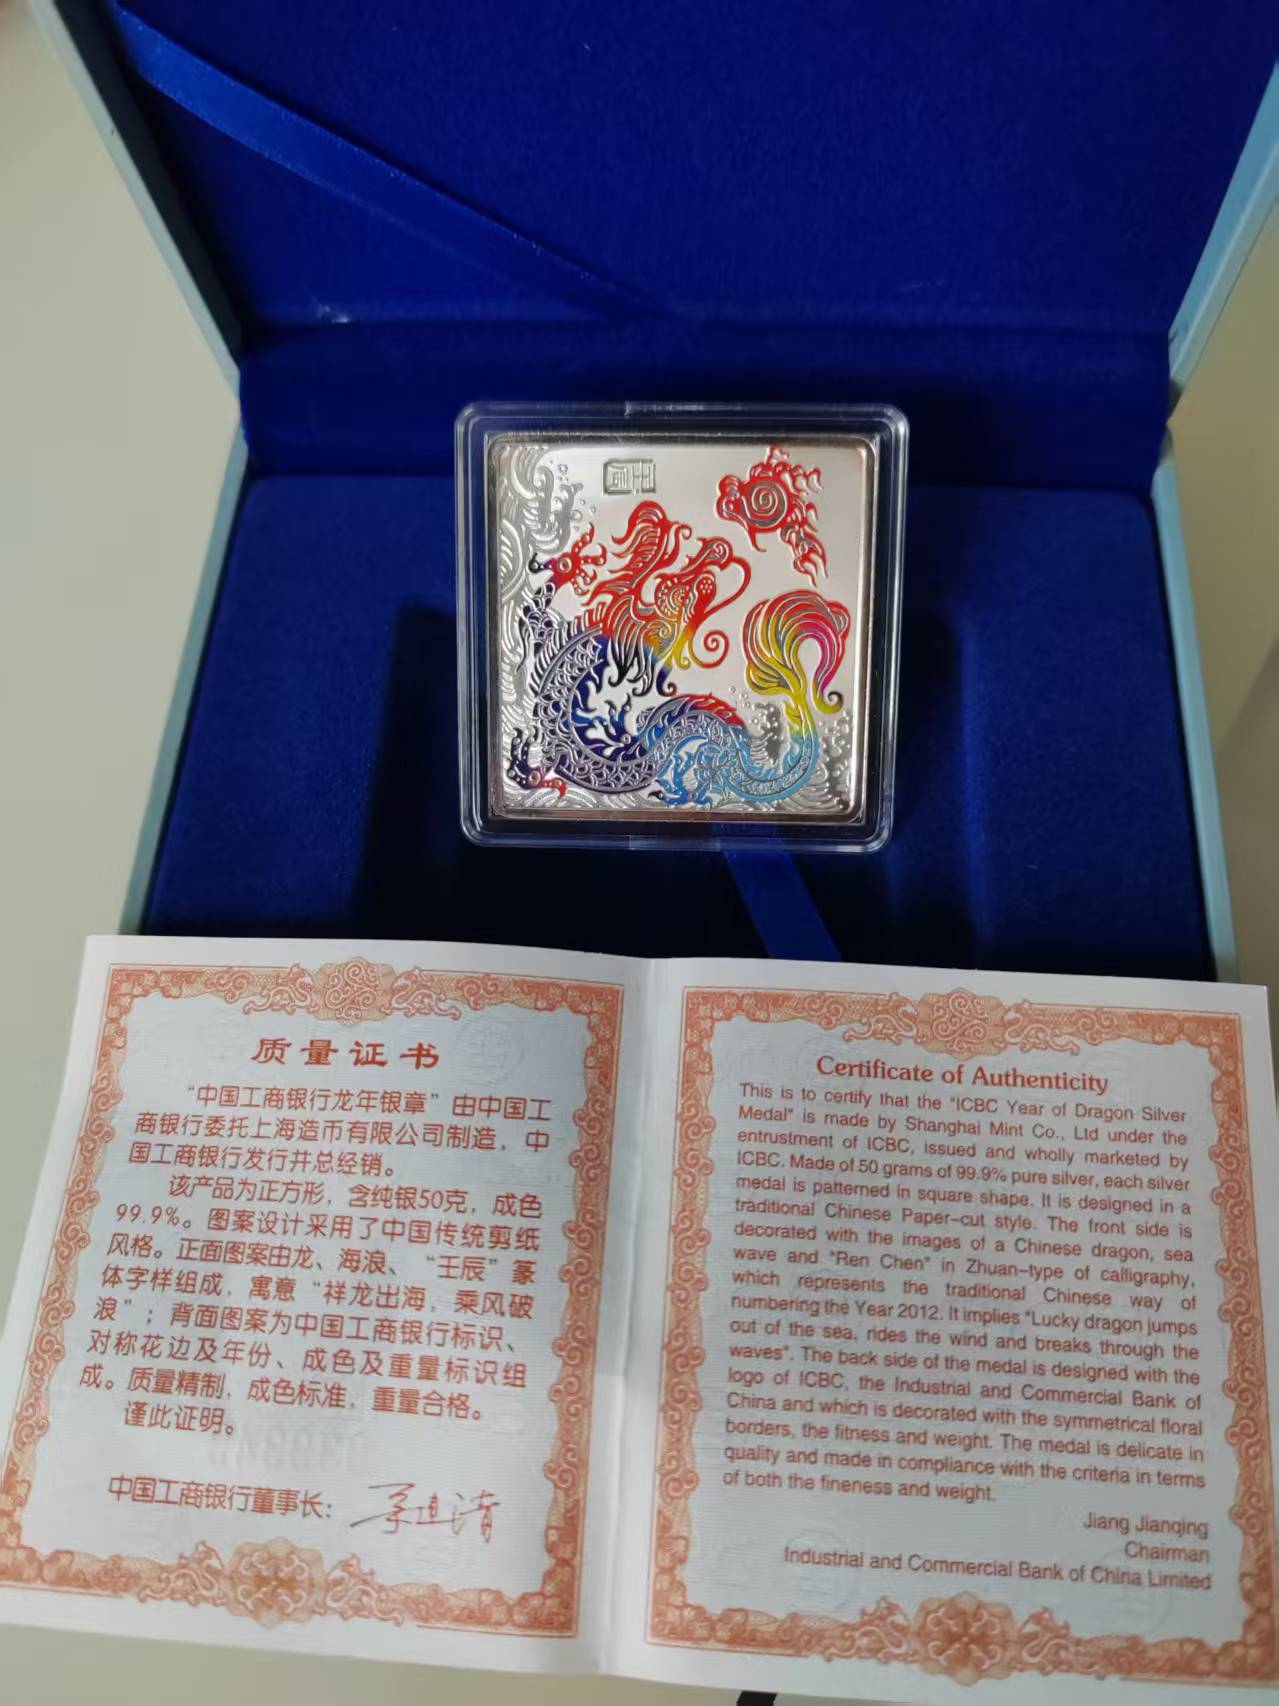 质量证书
“中国工商银行龙年银章”由中国工
商银行委托上海造币有限公司制造，中
国工商银行发行并总经销。
该产品为正方形，含纯银50克，成色
99.9%。图案设计采用了中国传统剪纸
风格。正面图案由龙、海浪、“壬辰”篆
体字样组成，寓意“祥龙出海，乘风破
浪”；背面图案为中国工商银行标识、
对称花边及年份、成色及重量标识组
成。质量精制，成色标准，重量合格。
谨此证明。
中国工商银行董事长：
Certificate of Authenticity
This is to certify that the "ICBC Year of Dragon Silver
Medal" is made by Shanghai Mint Co., Ltd under the
entrustment of ICBC, issued and wholly marketed by
ICBC. Made of 50 grams of 99.9% pure silver, each silver
medal is patterned in square shape. It is designed in a
traditional Chinese Paper-cut style. The front side is
decorated with the images of a Chinese dragon, sea
wave and "Ren Chen" in Zhuan-type of calligraphy,
which represents the traditional Chinese way of
numbering the Year 2012. It implies "Lucky dragon jumps
out of the sea, rides the wind and breaks through the
waves". The back side of the medal is designed with the
logo of ICBC, the Industrial and Commercial Bank of
China and which is decorated with the symmetrical floral
borders, the fitness and weight. The medal is delicate in
quality and made in compliance with the criteria in terms
of both the fineness and weight.
Jiang Jianqing
Chairman
Industrial and Commercial Bank of China Limited